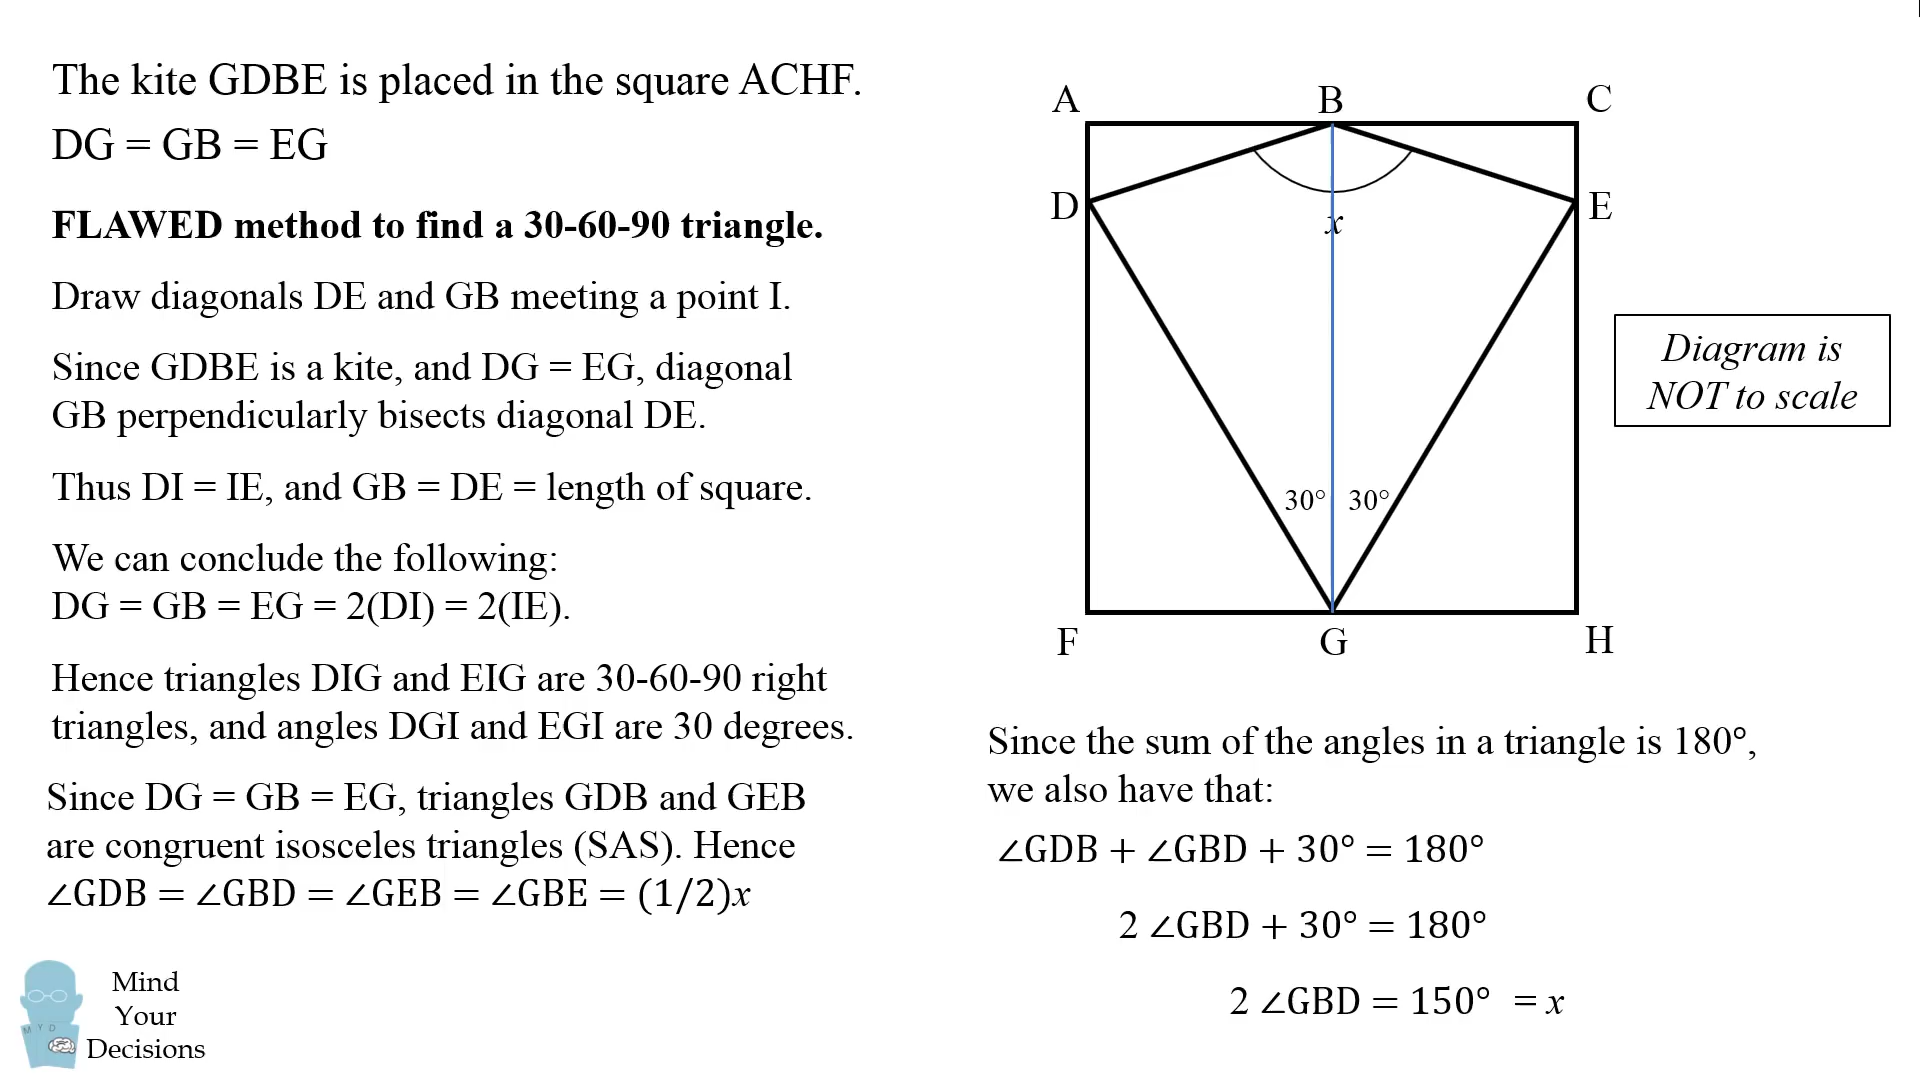 The kite GDBE is placed in the square ACHF.
DG = GB = EG
FLAWED method to find a 30-60-90 triangle.
Draw diagonals DE and GB meeting a point I.
Since GDBE is a kite, and DG = EG, diagonal
GB perpendicularly bisects diagonal DE.
Thus DI = IE, and GB = DE = length of square.
We can conclude the following:
DG = GB = EG = 2(DI) = 2(IE).
Hence triangles DIG and EIG are 30-60-90 right
triangles, and angles DGI and EGI are 30 degrees.
Since DG = GB = EG, triangles GDB and GEB
are congruent isosceles triangles (SAS). Hence
∠GDB = ∠GBD = ∠GEB = ∠GBE = (1/2)x
M Y D
Mind
Your
Decisions
A B C
D E
x
30° 30°
F G H
Diagram is
NOT to scale
Since the sum of the angles in a triangle is 180°,
we also have that:
∠GDB + ∠GBD + 30° = 180°
2 ∠GBD + 30° = 180°
2 ∠GBD = 150° = x